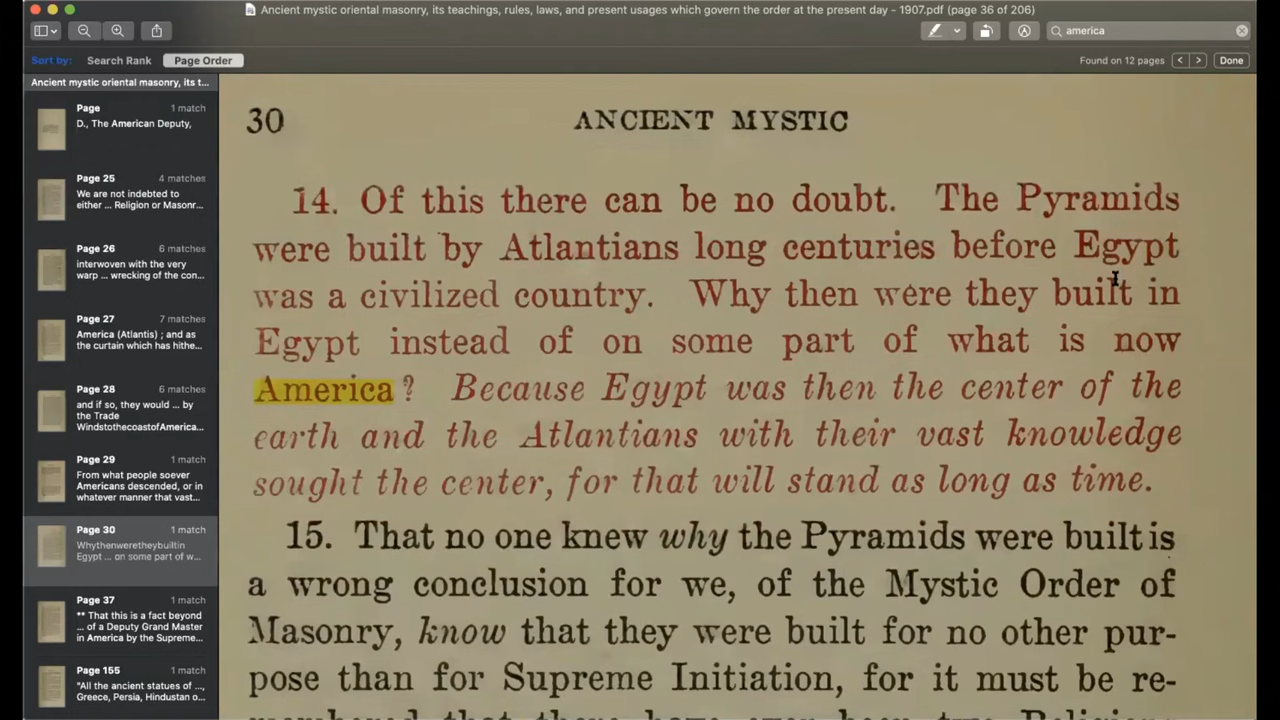 Ancient mystic oriental masonry, its teachings, rules, laws, and present usages which govern the order at the present day - 1907.pdf (page 36 of 206)
america
Sort by: Search Rank Page Order
Found on 12 pages
Done
Ancient mystic oriental masonry, its t...
Page 1 match
D., The American Deputy,
Page 25 4 matches
We are not indebted to
either ... Religion or Masonr...
Page 26 6 matches
interwoven with the very
warp ... wrecking of the con...
Page 27 7 matches
America (Atlantis) ; and as
the curtain which has hithe...
Page 28 6 matches
and if so, they would ... by
the Trade
WindstothecoastofAmerica...
Page 29 1 match
From what people soever
Americans descended, or in
whatever manner that vast...
Page 30 1 match
Whythenweretheybuiltin
Egypt ... on some part of w...
Page 37 1 match
** That this is a fact beyond
... of a Deputy Grand Master
in America by the Supreme...
Page 155 1 match
"All the ancient statues of ...,
Greece, Persia, Hindustan o...
30 ANCIENT MYSTIC
14. Of this there can be no doubt. The Pyramids
were built by Atlantians long centuries before Egypt
was a civilized country. Why then were they built in
Egypt instead of on some part of what is now
America? Because Egypt was then the center of the
earth and the Atlantians with their vast knowledge
sought the center, for that will stand as long as time.
15. That no one knew why the Pyramids were built is
a wrong conclusion for we, of the Mystic Order of
Masonry, know that they were built for no other pur-
pose than for Supreme Initiation, for it must be re-
membered that there have ever been two Religious